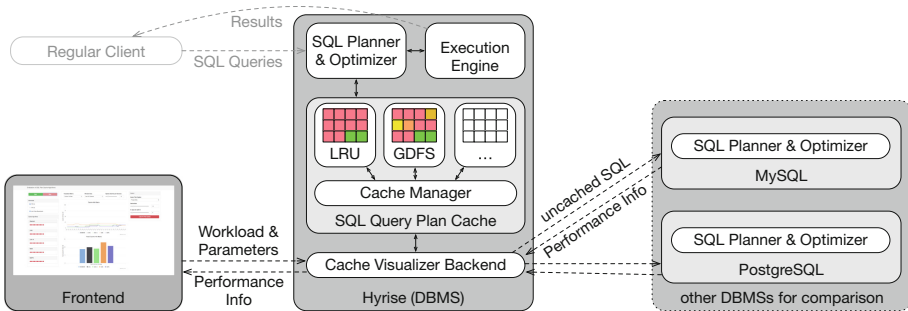 Results
Regular Client
SQL Queries
SQL Planner
& Optimizer
Execution
Engine
LRU
GDFS
...
Cache Manager
SQL Query Plan Cache
Workload &
Parameters
Performance
Info
Frontend
Cache Visualizer Backend
Hyrise (DBMS)
uncached SQL
Performance Info
SQL Planner & Optimizer
MySQL
SQL Planner & Optimizer
PostgreSQL
other DBMSs for comparison